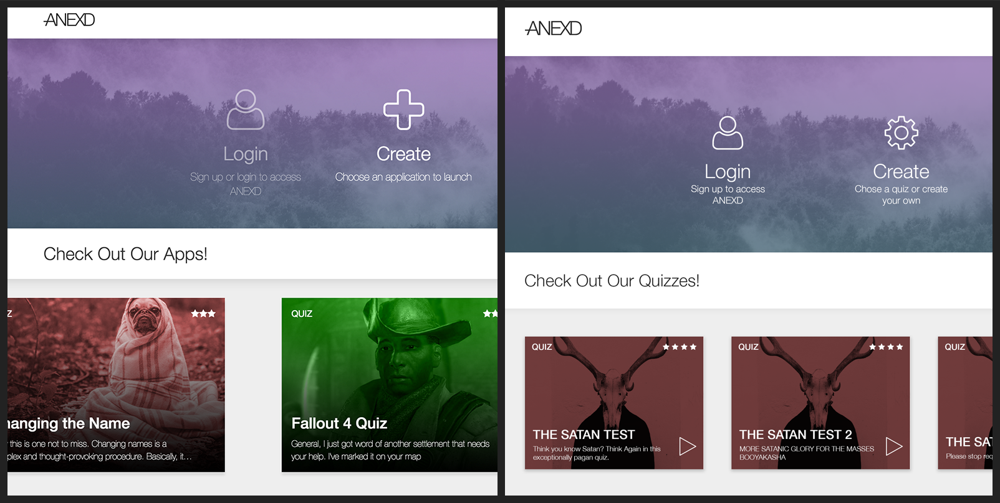 ANEXD
Login
Sign up or login to access
ANEXD
Create
Choose an application to launch
Check Out Our Apps!
hanging the Name
this is one not to miss. Changing names is a
plex and thought-provoking procedure. Basically, it…
QUIZ
Fallout 4 Quiz
General, I just got word of another settlement that needs
your help. I've marked it on your map
ANEXD
Login
Sign up to access
ANEXD
Create
Chose a quiz or create
your own
Check Out Our Quizzes!
QUIZ
THE SATAN TEST
Think you know Satan? Think Again in this
exceptionally pagan quiz.
QUIZ
THE SATAN TEST 2
MORE SATANIC GLORY FOR THE MASSES
BOOYAKASHA
QUIZ
THE SAT
Please stop req